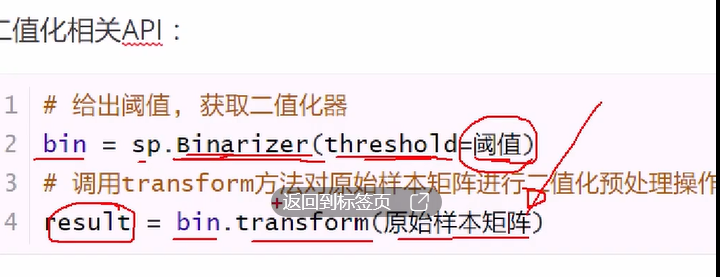 二值化相关API：
1 # 给出阈值, 获取二值化器
2 bin = sp.Binarizer(threshold=阈值)
3 # 调用transform方法对原始样本矩阵进行二值化预处理操作
返回到标签页
4 result = bin.transform(原始样本矩阵)